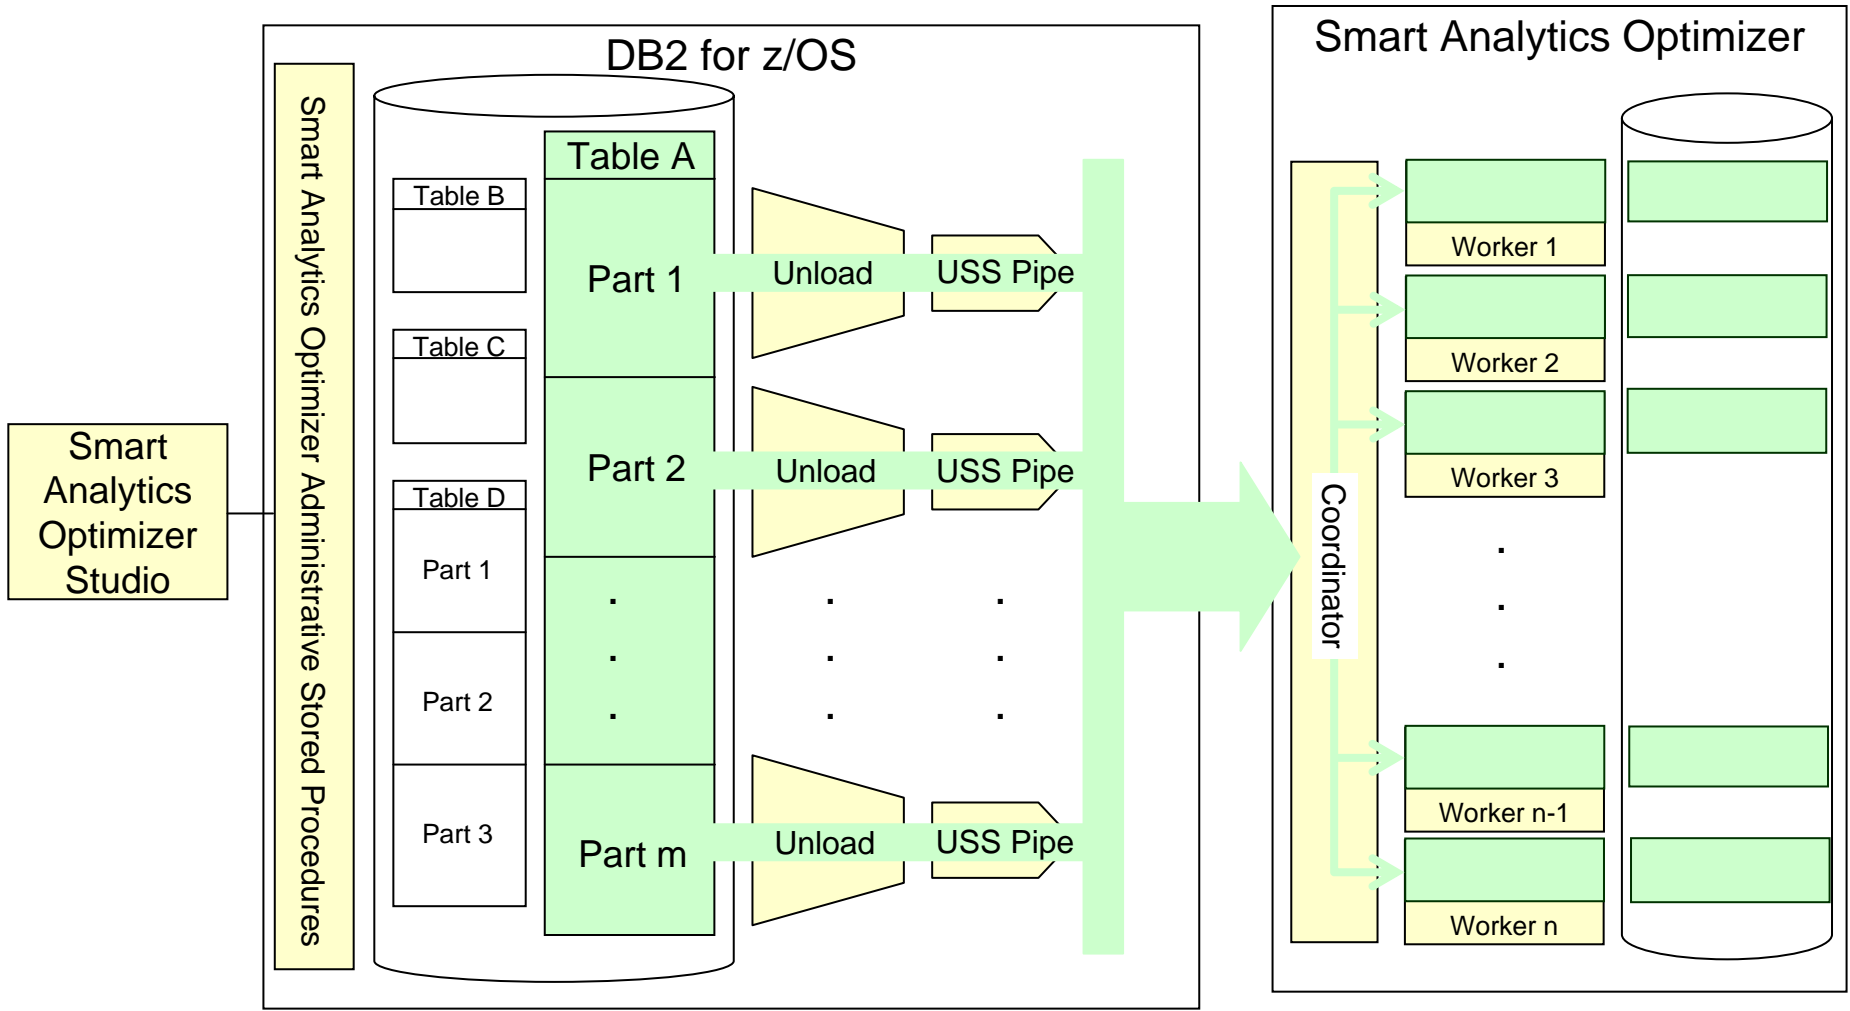 DB2 for z/OS
Smart Analytics Optimizer
Smart
Analytics
Optimizer
Studio
Smart Analytics Optimizer Administrative Stored Procedures
Table B
Table C
Table D
Part 1
Part 2
Part 3
Table A
Part 1
Part 2
.
.
.
Part m
Unload
USS Pipe
Unload
USS Pipe
. .
. .
. .
Unload
USS Pipe
Coordinator
Worker 1
Worker 2
Worker 3
.
.
.
Worker n-1
Worker n